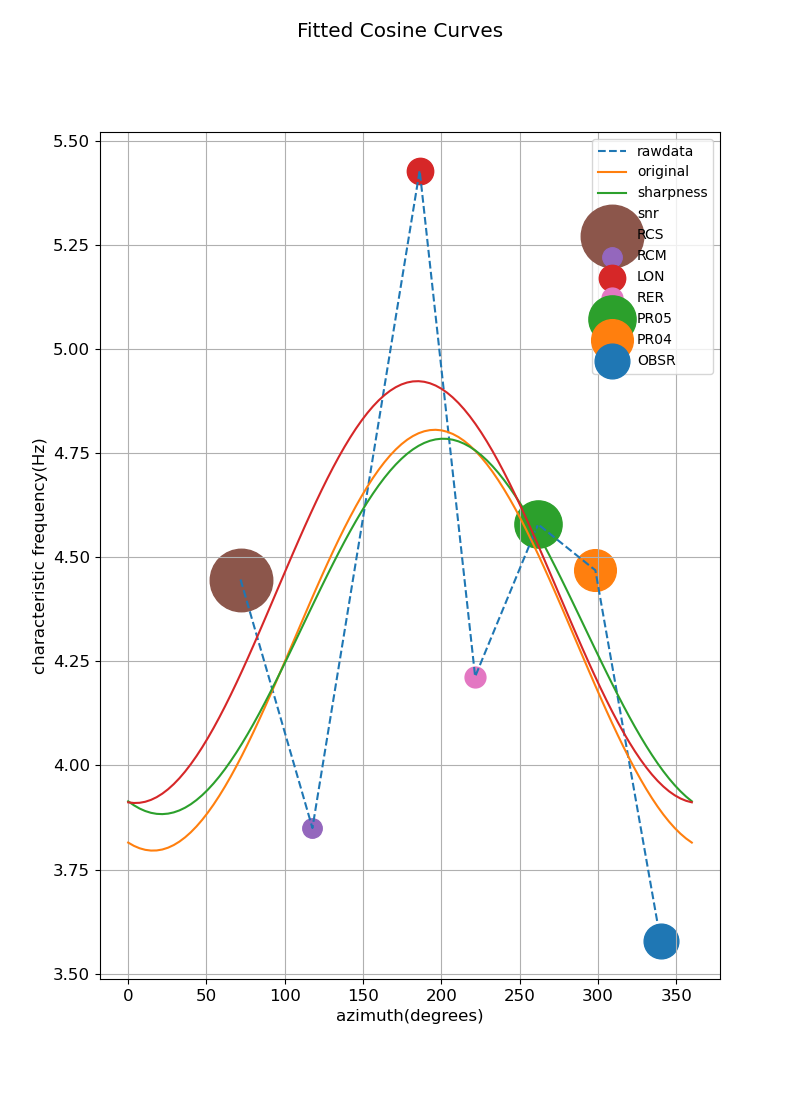 Fitted Cosine Curves
5.50
5.25
5.00
4.75
4.50
4.25
4.00
3.75
3.50
characteristic frequency(Hz)
rawdata
original
sharpness
snr
RCS
RCM
LON
RER
PR05
PR04
OBSR
0 50 100 150 200 250 300 350
azimuth(degrees)